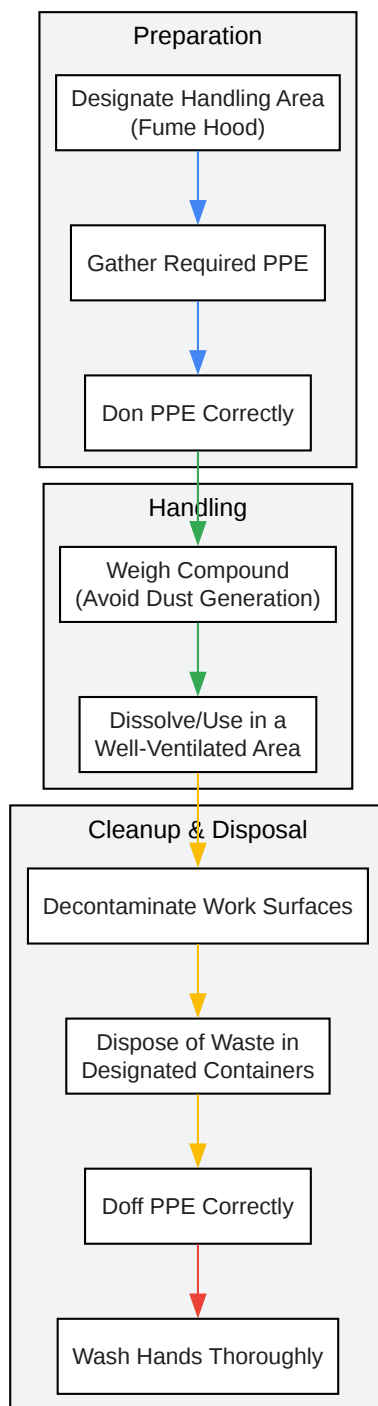 Preparation
Designate Handling Area
(Fume Hood)
Gather Required PPE
Don PPE Correctly
Handling
Weigh Compound
(Avoid Dust Generation)
Dissolve/Use in a
Well-Ventilated Area
Cleanup & Disposal
Decontaminate Work Surfaces
Dispose of Waste in
Designated Containers
Doff PPE Correctly
Wash Hands Thoroughly